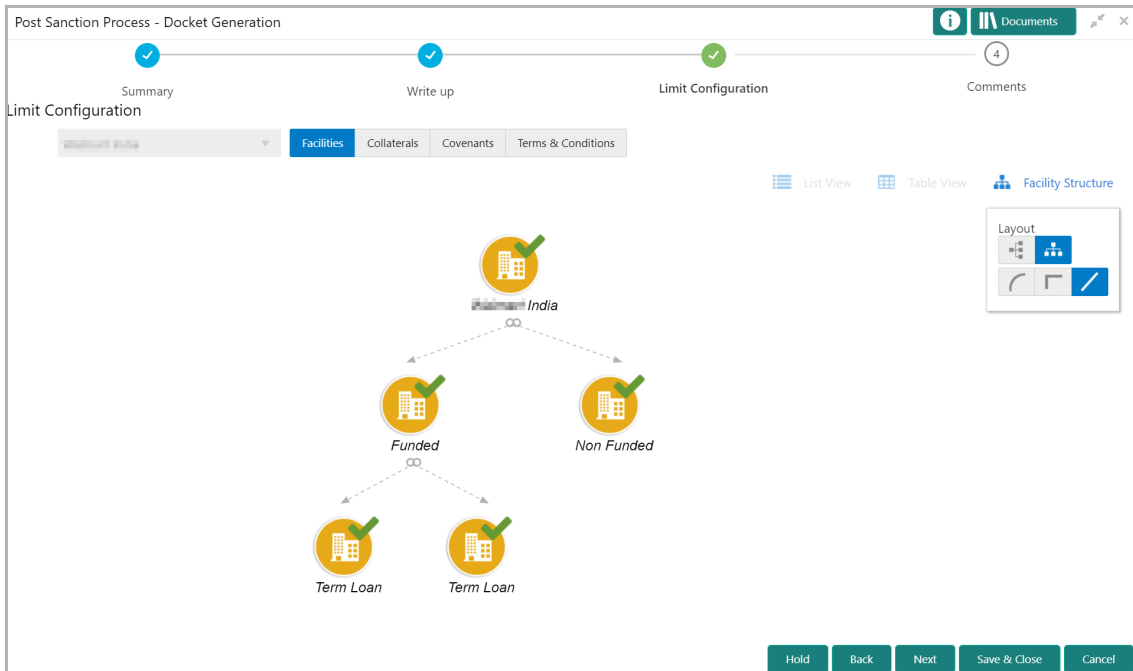 Post Sanction Process - Docket Generation
i Documents
4
Summary Write up Limit Configuration Comments
Limit Configuration
Facilities Collaterals Covenants Terms & Conditions
List View Table View Facility Structure
Layout
India
Funded Non Funded
Term Loan Term Loan
Hold Back Next Save & Close Cancel